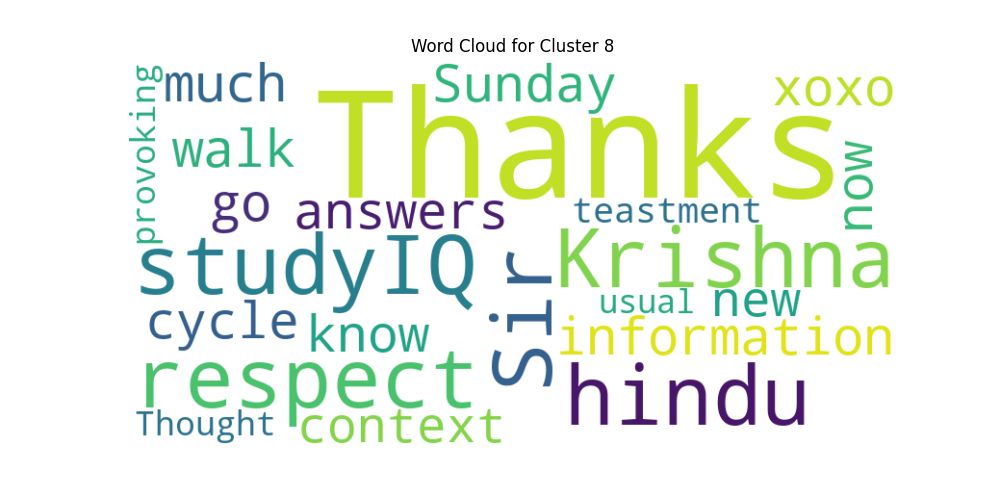 Word Cloud for Cluster 8
provoking
much
Sunday
xoxo
Thanks
walk
now
go
answers
teastment
studyIQ
Sir
Krishna
usual
new
cycle
know
information
respect
hindu
Thought
context